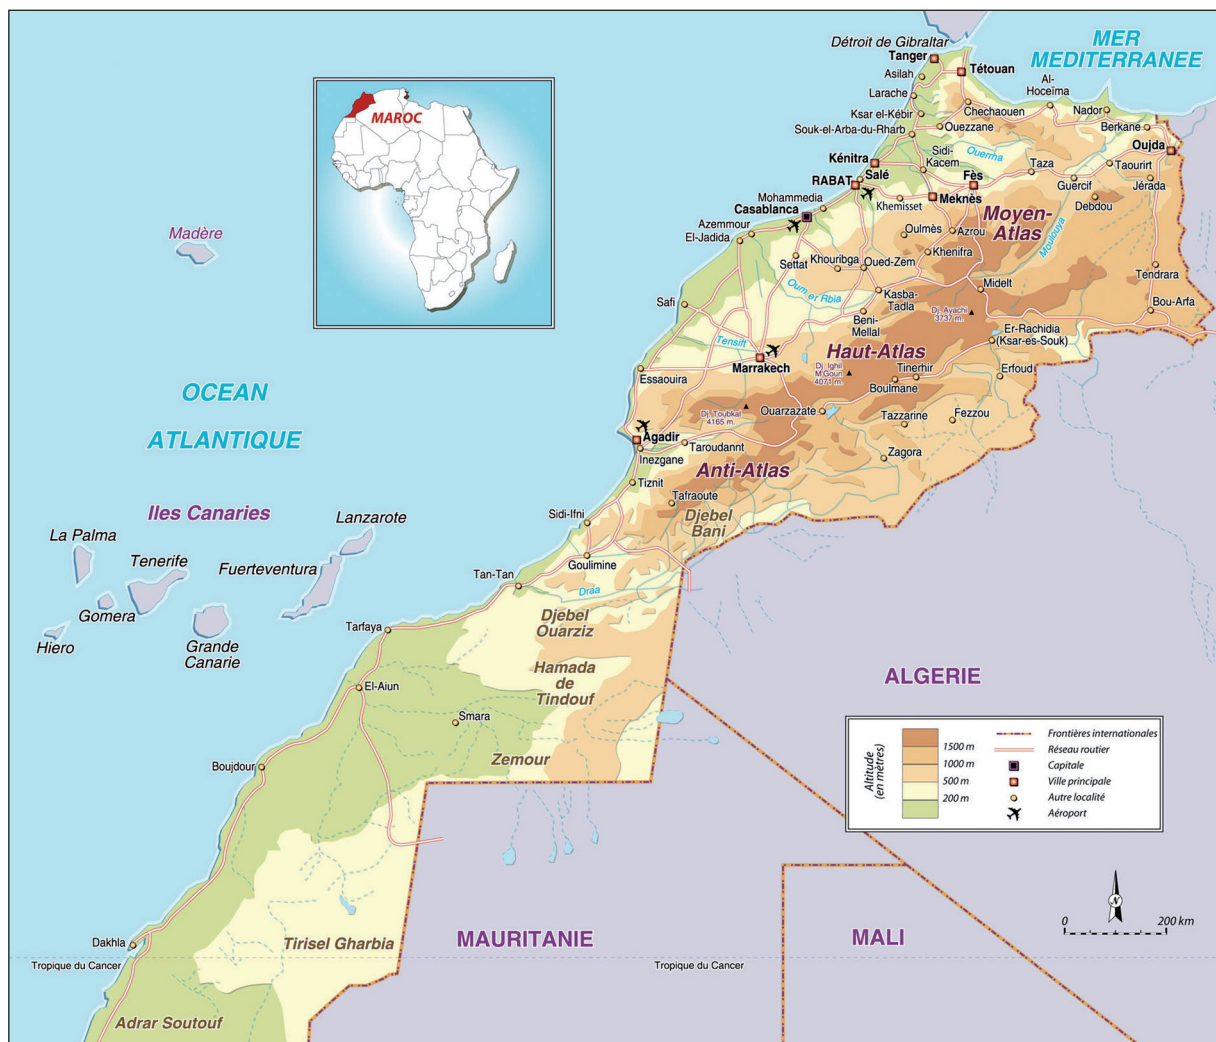 Détroit de Gibraltar
MER
MEDITERRANEE
Tanger
Tétouan
Asilah
Al-
Hoceïma
Larache
Chechaouen
Nador
Ksar el-Kébir
Souk-el-Arba-du-Rharb
Ouezzane
Berkane
Oujda
MAROC
Ouerrha
Kénitra
Sidi-
Kacem
Taza
Taourirt
Salé
RABAT
Fès
Guercif
Jérada
Mohammedia
Khemisset
Meknès
Debdou
Casablanca
Moyen-
Atlas
Azemmour
El-Jadida
Oulmès
Azrou
Moulouya
Madère
Khenifra
Settat
Khouribga
Oued-Zem
Tendrara
Oum er Rbia
Kasba-
Tadla
Midelt
Safi
Bou-Arfa
Beni-
Mellal
Dj. Ayachi
3737 m.
Er-Rachidia
(Ksar-es-Souk)
Tensift
Haut-Atlas
Marrakech
Dj. Ighil
M'Goun
4071 m.
Essaouira
Tinerhir
Boulmane
Erfoud
OCEAN
ATLANTIQUE
Dj. Toubkal
4165 m.
Ouarzazate
Tazzarine
Fezzou
Agadir
Taroudannt
Inezgane
Zagora
Anti-Atlas
Tiznit
Tafraoute
Djebel
Bani
Iles Canaries
Lanzarote
Sidi-Ifni
La Palma
Tenerife
Fuerteventura
Goulimine
Tan-Tan
Draa
Gomera
Hiero
Grande
Canarie
Tarfaya
Djebel
Ouarziz
Hamada
de
Tindouf
ALGERIE
El-Aiun
Smara
Zemour
Boujdour
Altitude
(en mètres)
1500 m
1000 m
500 m
200 m
Frontières internationales
Réseau routier
Capitale
Ville principale
Autre localité
Aéroport
N
0
200 km
Dakhla
Tirisel Gharbia
MAURITANIE
MALI
Tropique du Cancer
Tropique du Cancer
Adrar Soutouf